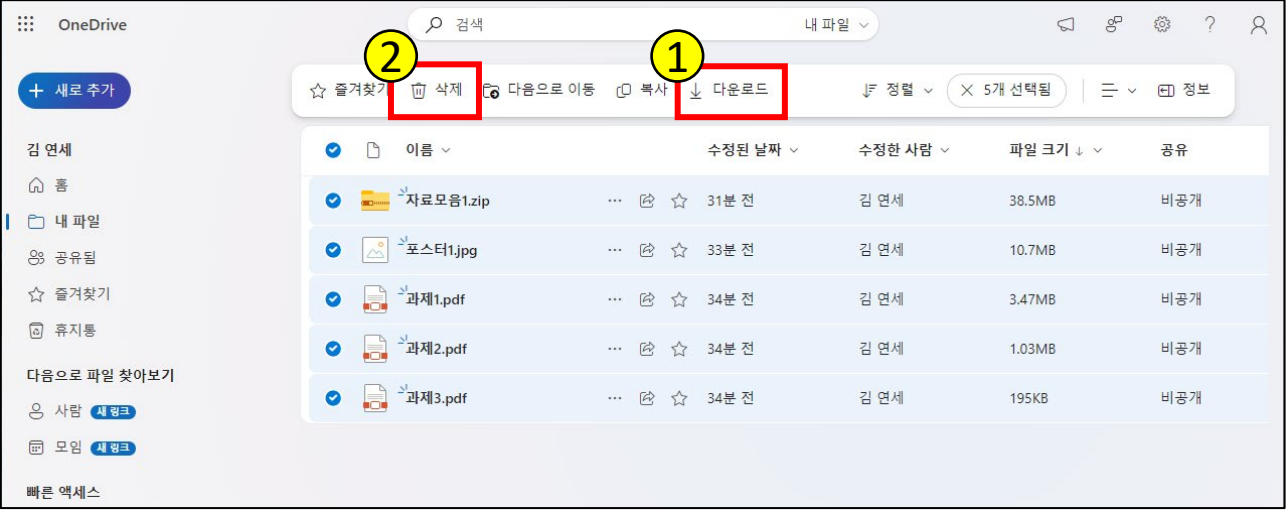 OneDrive
검색
내 파일
2
1
새로 추가
즐겨찾기
삭제
다음으로 이동
복사
다운로드
정렬
5개 선택됨
정보
김 연세
홈
내 파일
공유됨
즐겨찾기
휴지통
다음으로 파일 찾아보기
사람 새 링크
모임 새 링크
빠른 액세스
이름 수정된 날짜 수정한 사람 파일 크기 ↓ 공유
자료모음1.zip ... 31분 전 김 연세 38.5MB 비공개
포스터1.jpg ... 33분 전 김 연세 10.7MB 비공개
과제1.pdf ... 34분 전 김 연세 3.47MB 비공개
과제2.pdf ... 34분 전 김 연세 1.03MB 비공개
과제3.pdf ... 34분 전 김 연세 195KB 비공개